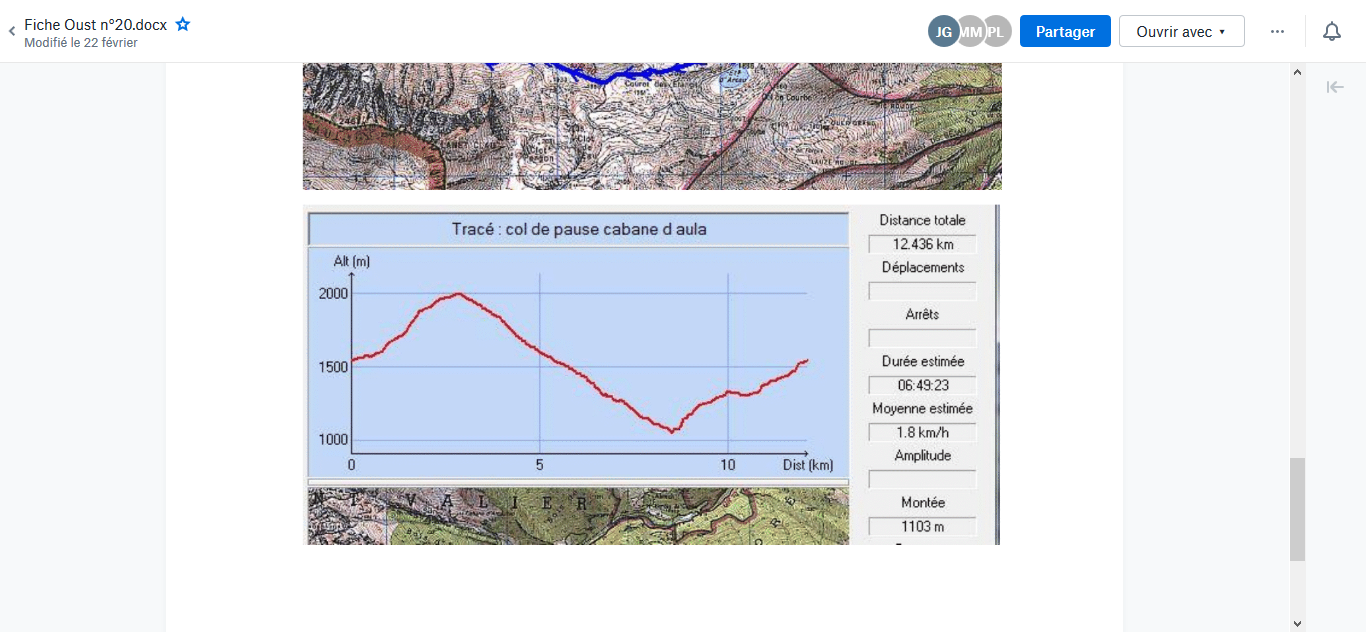 Fiche Oust n°20.docx
Modifié le 22 février
JG MM PL
Partager
Ouvrir avec
Tracé : col de pause cabane d aula
Alt (m)
2000
1500
1000
0 5 10 Dist (km)
Distance totale
12.436 km
Déplacements
Arrêts
Durée estimée
06:49:23
Moyenne estimée
1.8 km/h
Amplitude
Montée
1103 m
N T V A L I E R